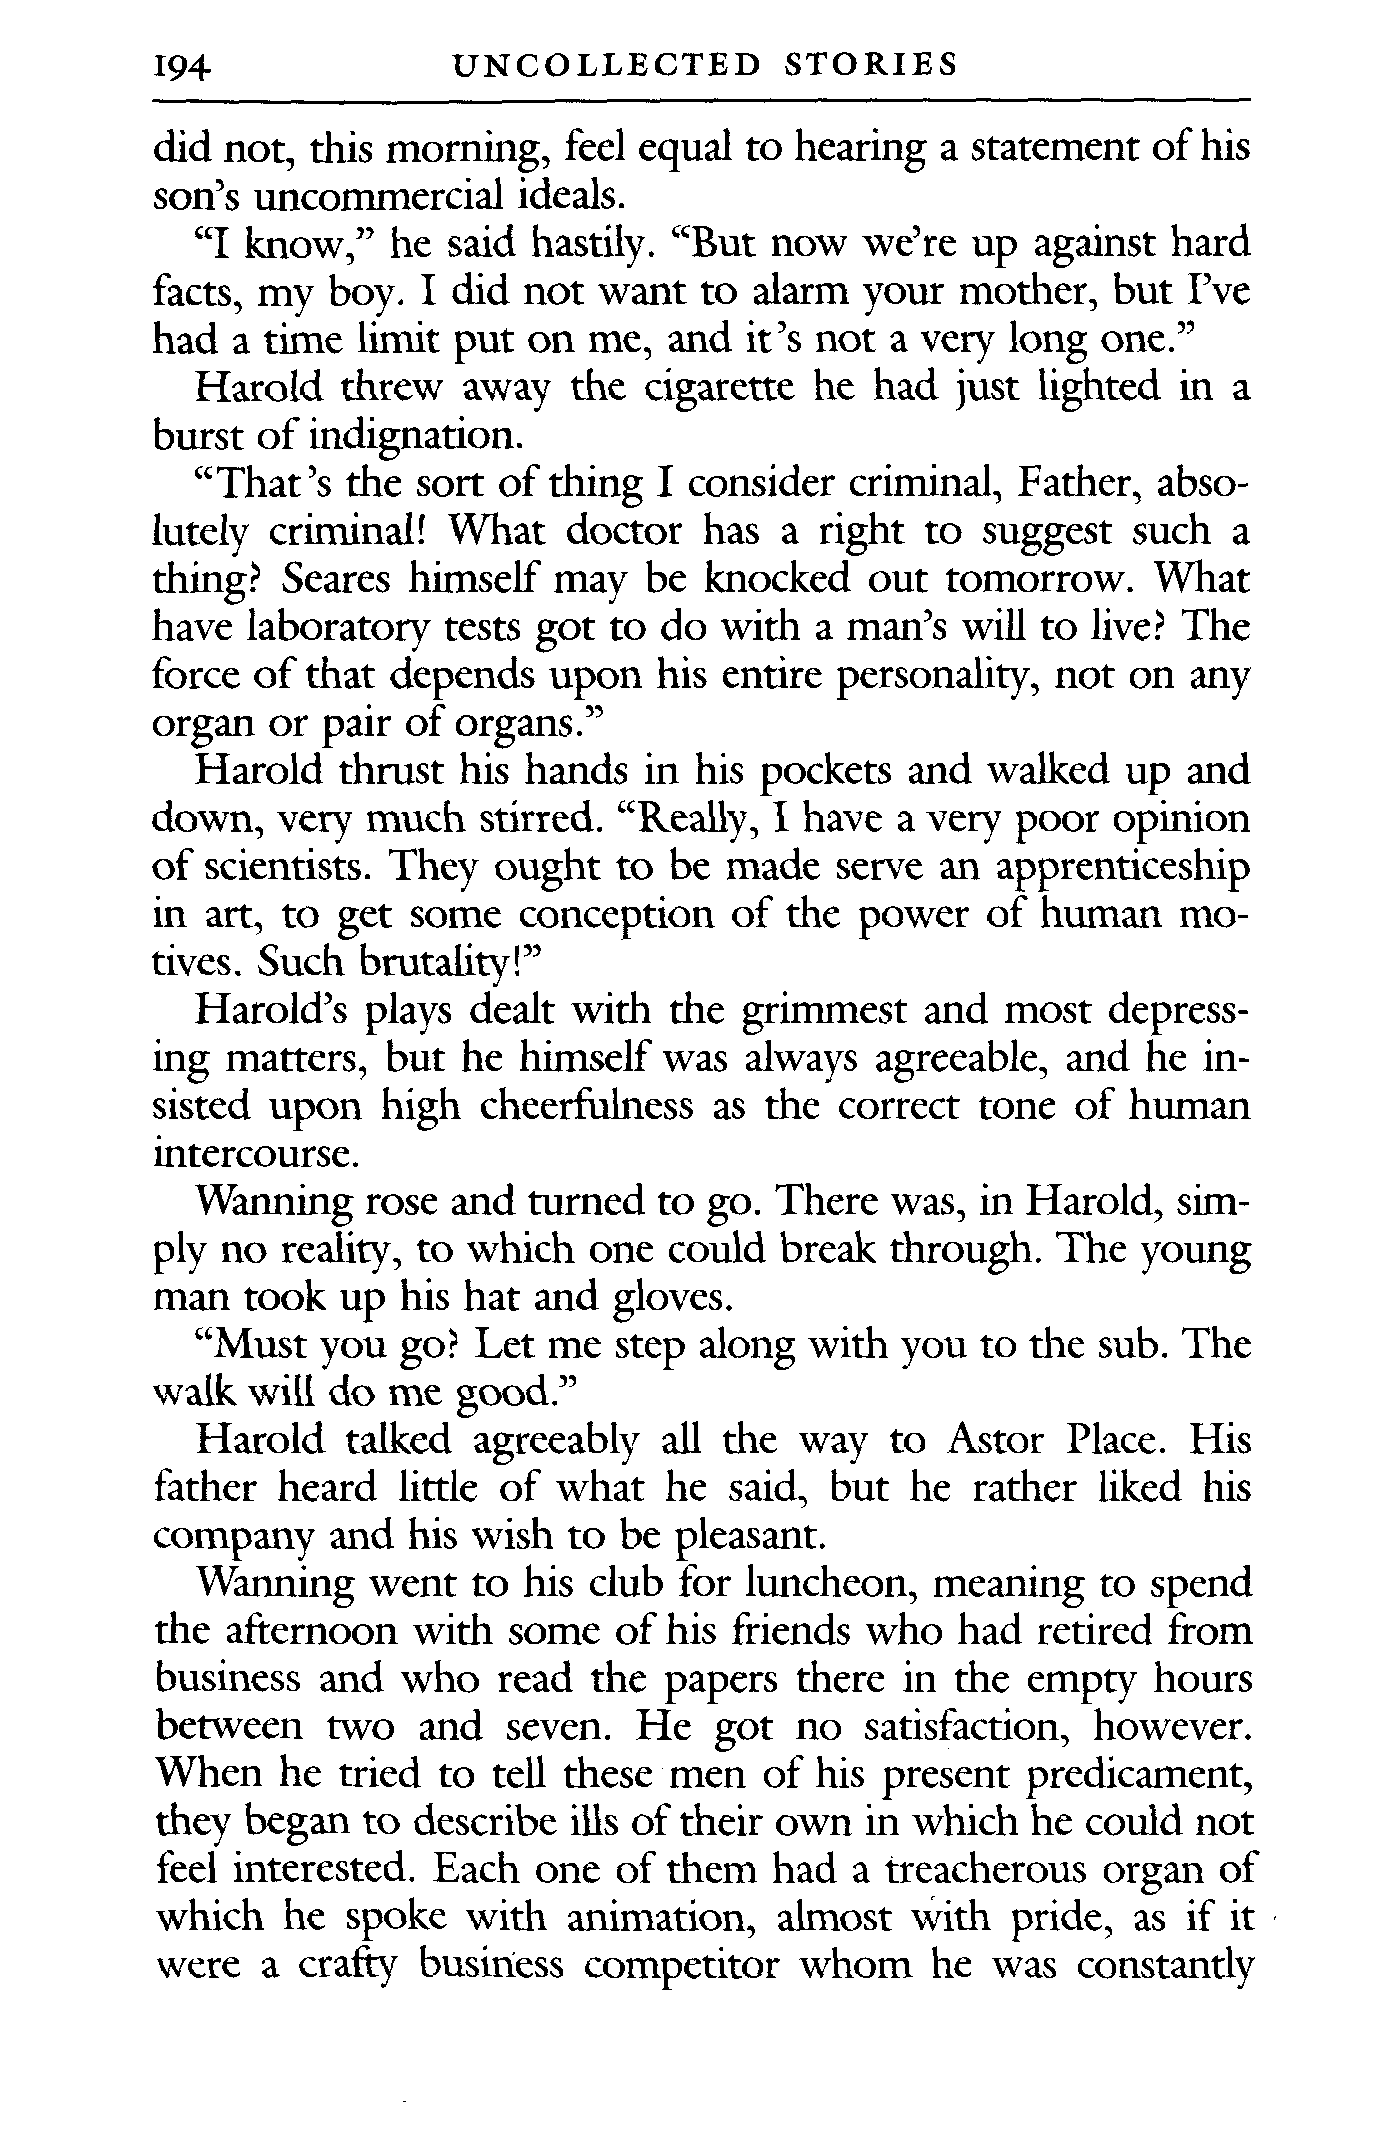 194 UNCOLLECTED STORIES
did not, this morning, feel equal to hearing a statement of his
son's uncommercial ideals.
“I know,” he said hastily. “But now we're up against hard
facts, my boy. I did not want to alarm your mother, but I've
had a time limit put on me, and it's not a very long one.”
Harold threw away the cigarette he had just lighted in a
burst of indignation.
“That's the sort of thing I consider criminal, Father, abso-
lutely criminal! What doctor has a right to suggest such a
thing? Seares himself may be knocked out tomorrow. What
have laboratory tests got to do with a man's will to live? The
force of that depends upon his entire personality, not on any
organ or pair of organs.”
Harold thrust his hands in his pockets and walked up and
down, very much stirred. “Really, I have a very poor opinion
of scientists. They ought to be made serve an apprenticeship
in art, to get some conception of the power of human mo-
tives. Such brutality!”
Harold's plays dealt with the grimmest and most depress-
ing matters, but he himself was always agreeable, and he in-
sisted upon high cheerfulness as the correct tone of human
intercourse.
Wanning rose and turned to go. There was, in Harold, sim-
ply no reality, to which one could break through. The young
man took up his hat and gloves.
“Must you go? Let me step along with you to the sub. The
walk will do me good.”
Harold talked agreeably all the way to Astor Place. His
father heard little of what he said, but he rather liked his
company and his wish to be pleasant.
Wanning went to his club for luncheon, meaning to spend
the afternoon with some of his friends who had retired from
business and who read the papers there in the empty hours
between two and seven. He got no satisfaction, however.
When he tried to tell these men of his present predicament,
they began to describe ills of their own in which he could not
feel interested. Each one of them had a treacherous organ of
which he spoke with animation, almost with pride, as if it
were a crafty business competitor whom he was constantly